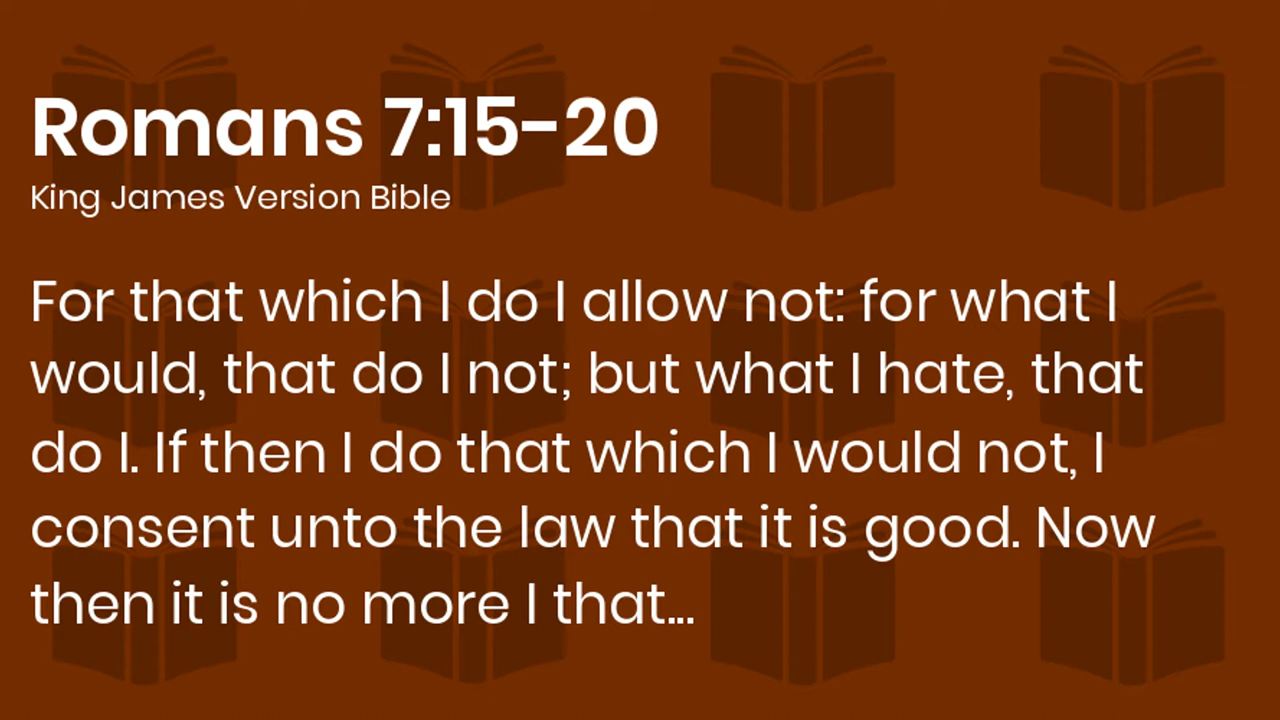 Romans 7:15-20
King James Version Bible
For that which I do I allow not: for what I
would, that do I not; but what I hate, that
do I. If then I do that which I would not, I
consent unto the law that it is good. Now
then it is no more I that...